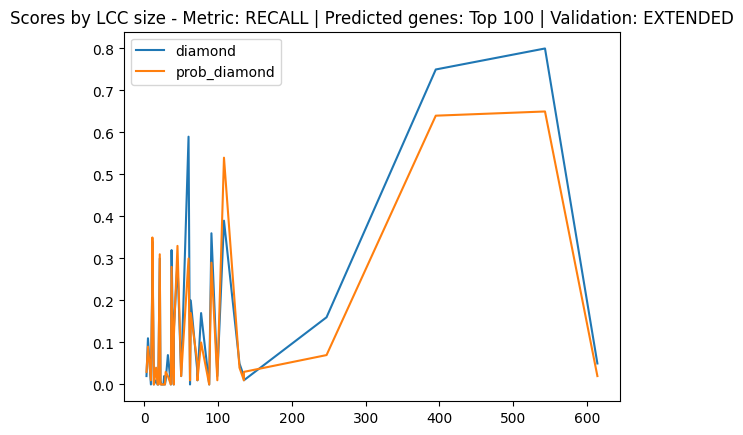 Scores by LCC size - Metric: RECALL | Predicted genes: Top 100 | Validation: EXTENDED
diamond
prob_diamond
0.8
0.7
0.6
0.5
0.4
0.3
0.2
0.1
0.0
0 100 200 300 400 500 600